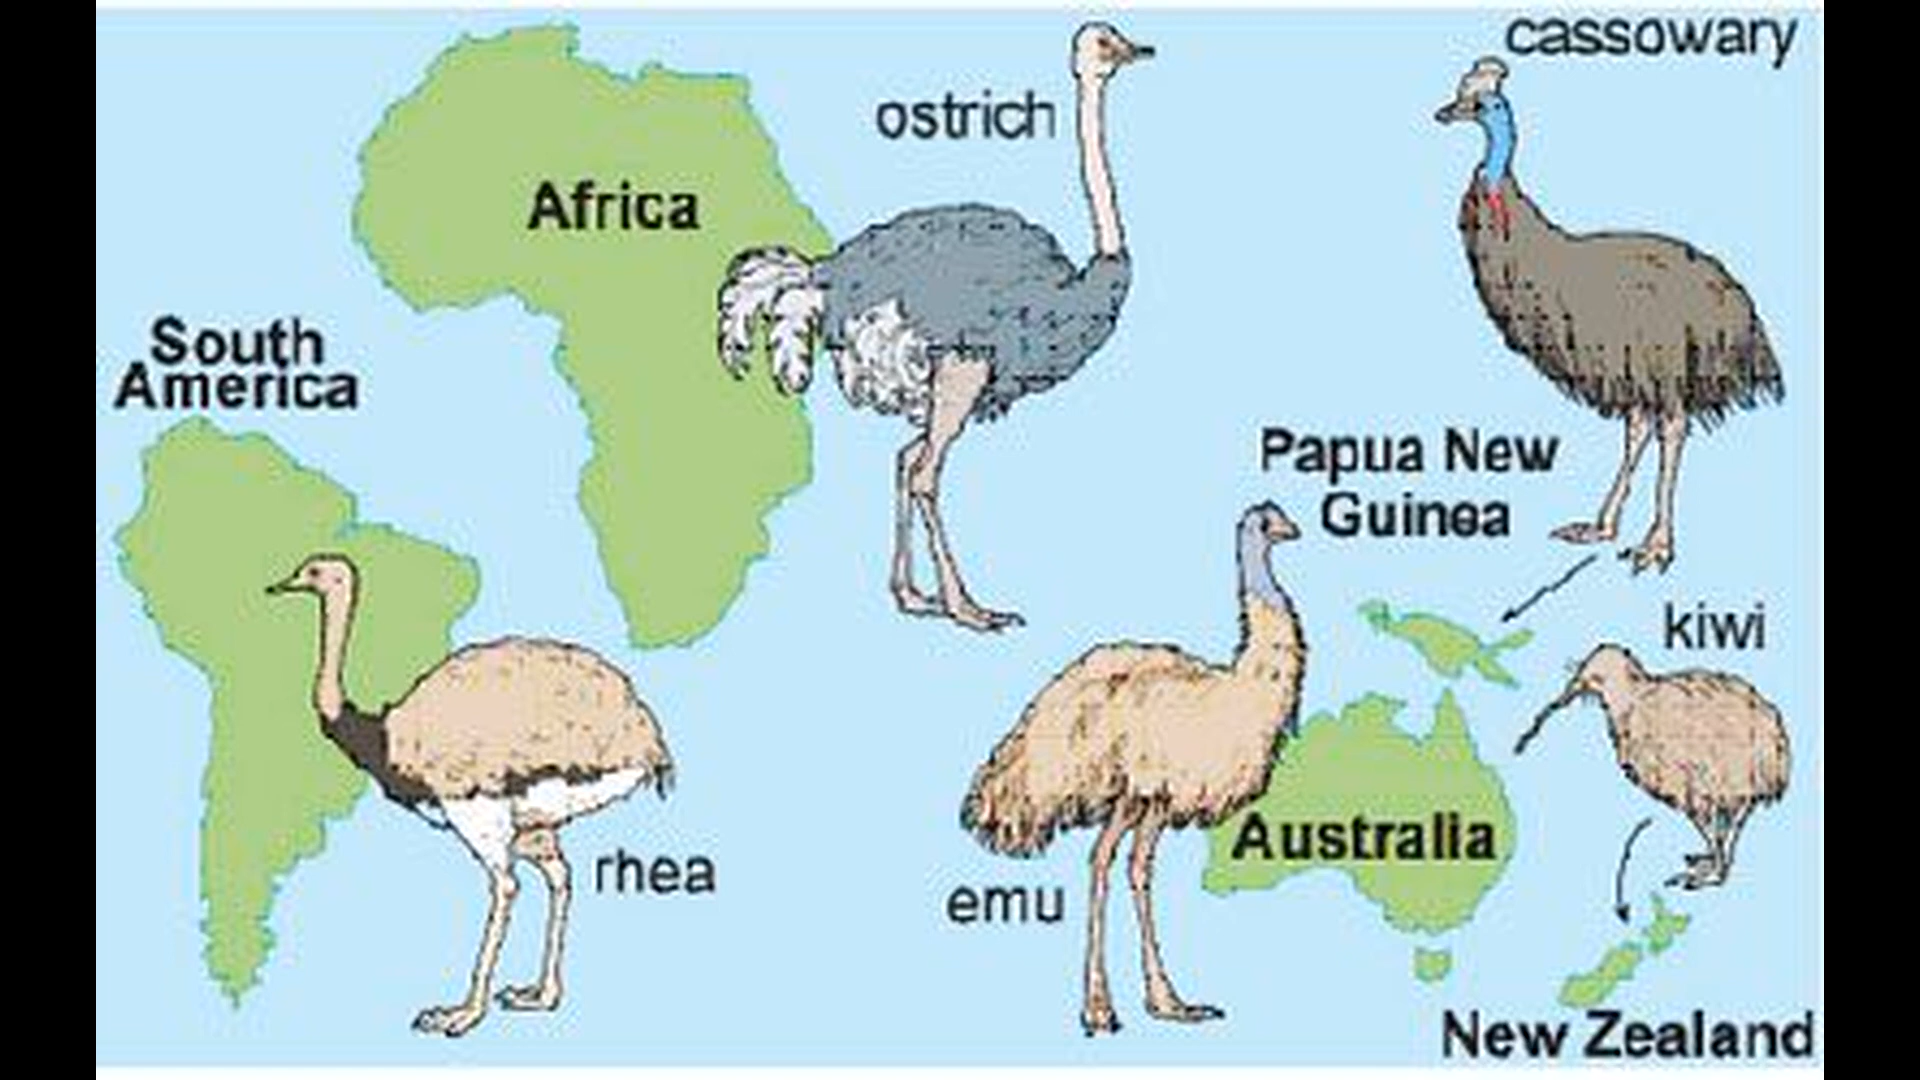 cassowary
ostrich
Africa
South
America
Papua New
Guinea
kiwi
Australia
rhea
emu
New Zealand